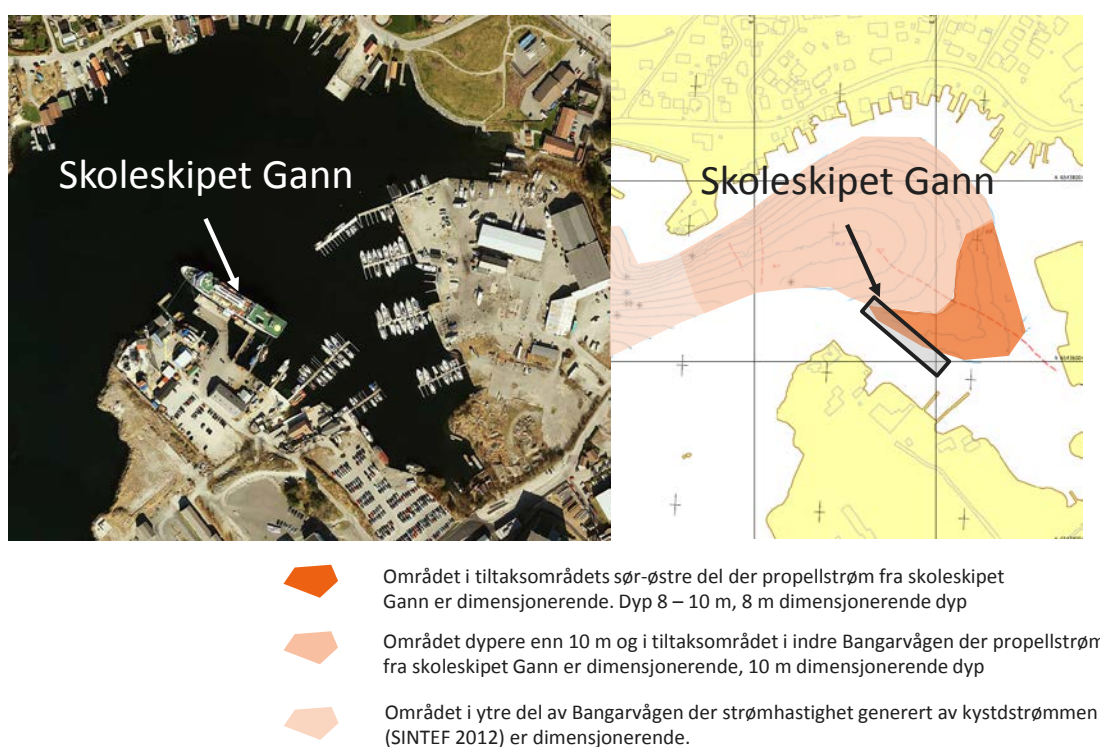 Skoleskipet Gann
Skoleskipet Gann
Området i tiltaksområdets sør-østre del der propellstrøm fra skoleskipet
Gann er dimensjonerende. Dyp 8 – 10 m, 8 m dimensjonerende dyp
Området dypere enn 10 m og i tiltaksområdet i indre Bangarvågen der propellstrøm
fra skoleskipet Gann er dimensjonerende, 10 m dimensjonerende dyp
Området i ytre del av Bangarvågen der strømhastighet generert av kystdstrømmen
(SINTEF 2012) er dimensjonerende.